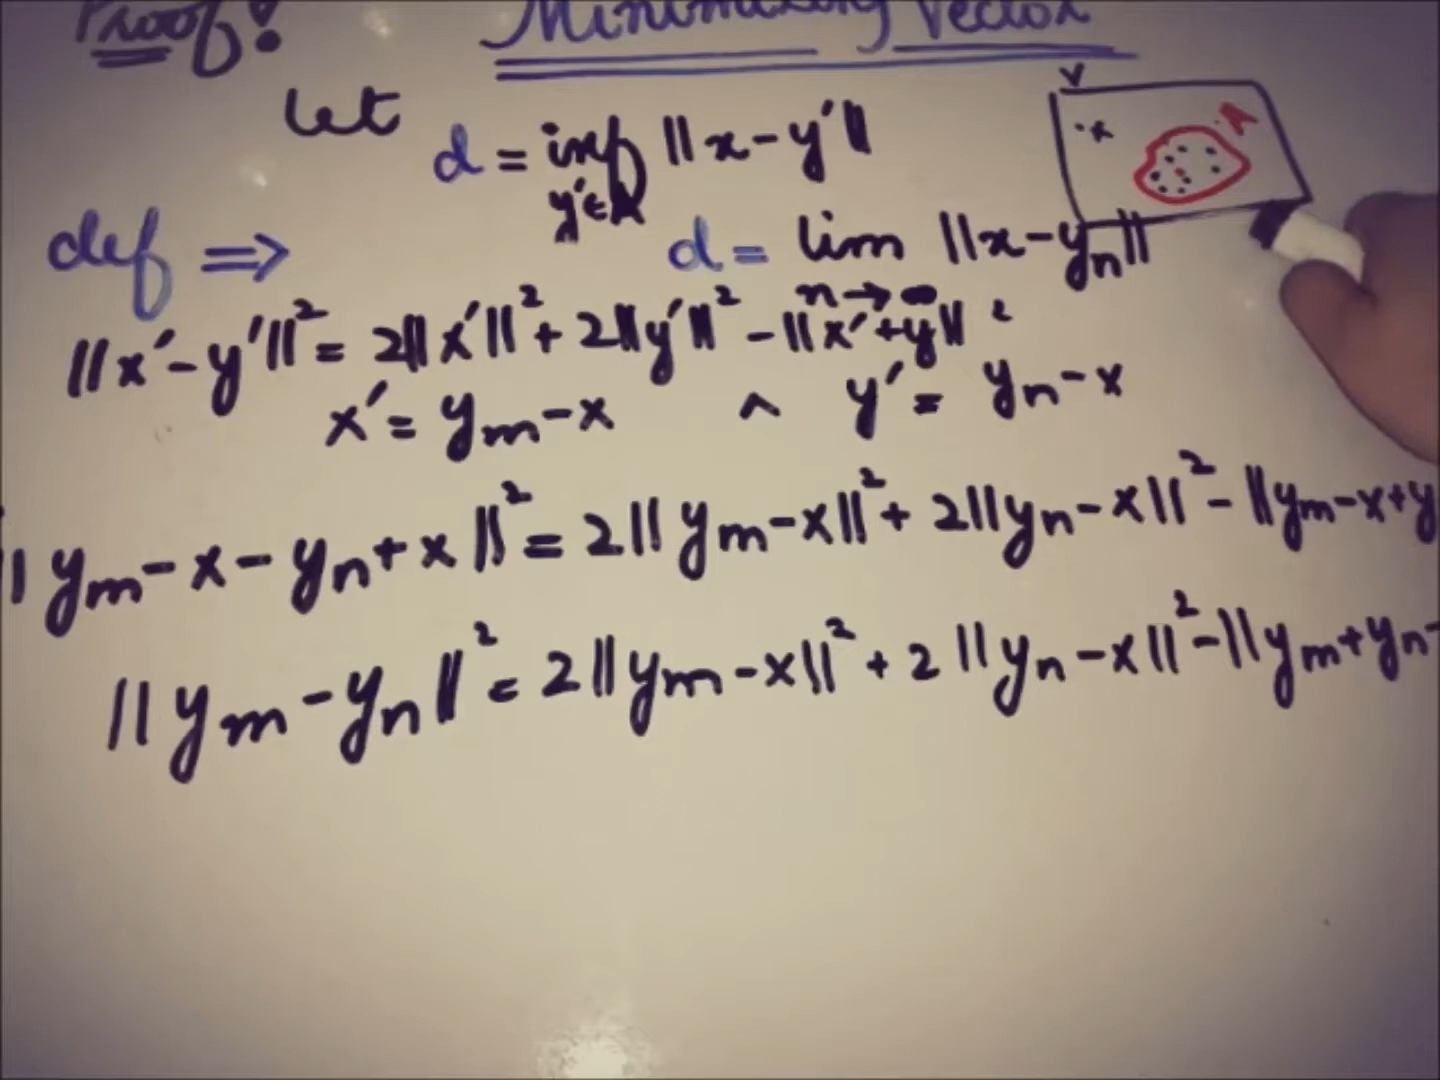 Proof:
Minimizing Vector
Let
d = inf ‖x-y'‖
y'∈A
V
·x
A
def ⇒ d = lim ‖x-yₙ‖
n→∞
‖x'-y'‖² = 2‖x'‖² + 2‖y'‖² - ‖x'+y'‖²
x' = yₘ-x ^ y' = yₙ-x
‖yₘ-x-yₙ+x‖² = 2‖yₘ-x‖² + 2‖yₙ-x‖² - ‖yₘ-x+y
‖yₘ-yₙ‖² = 2‖yₘ-x‖² + 2‖yₙ-x‖² - ‖yₘ+yₙ-